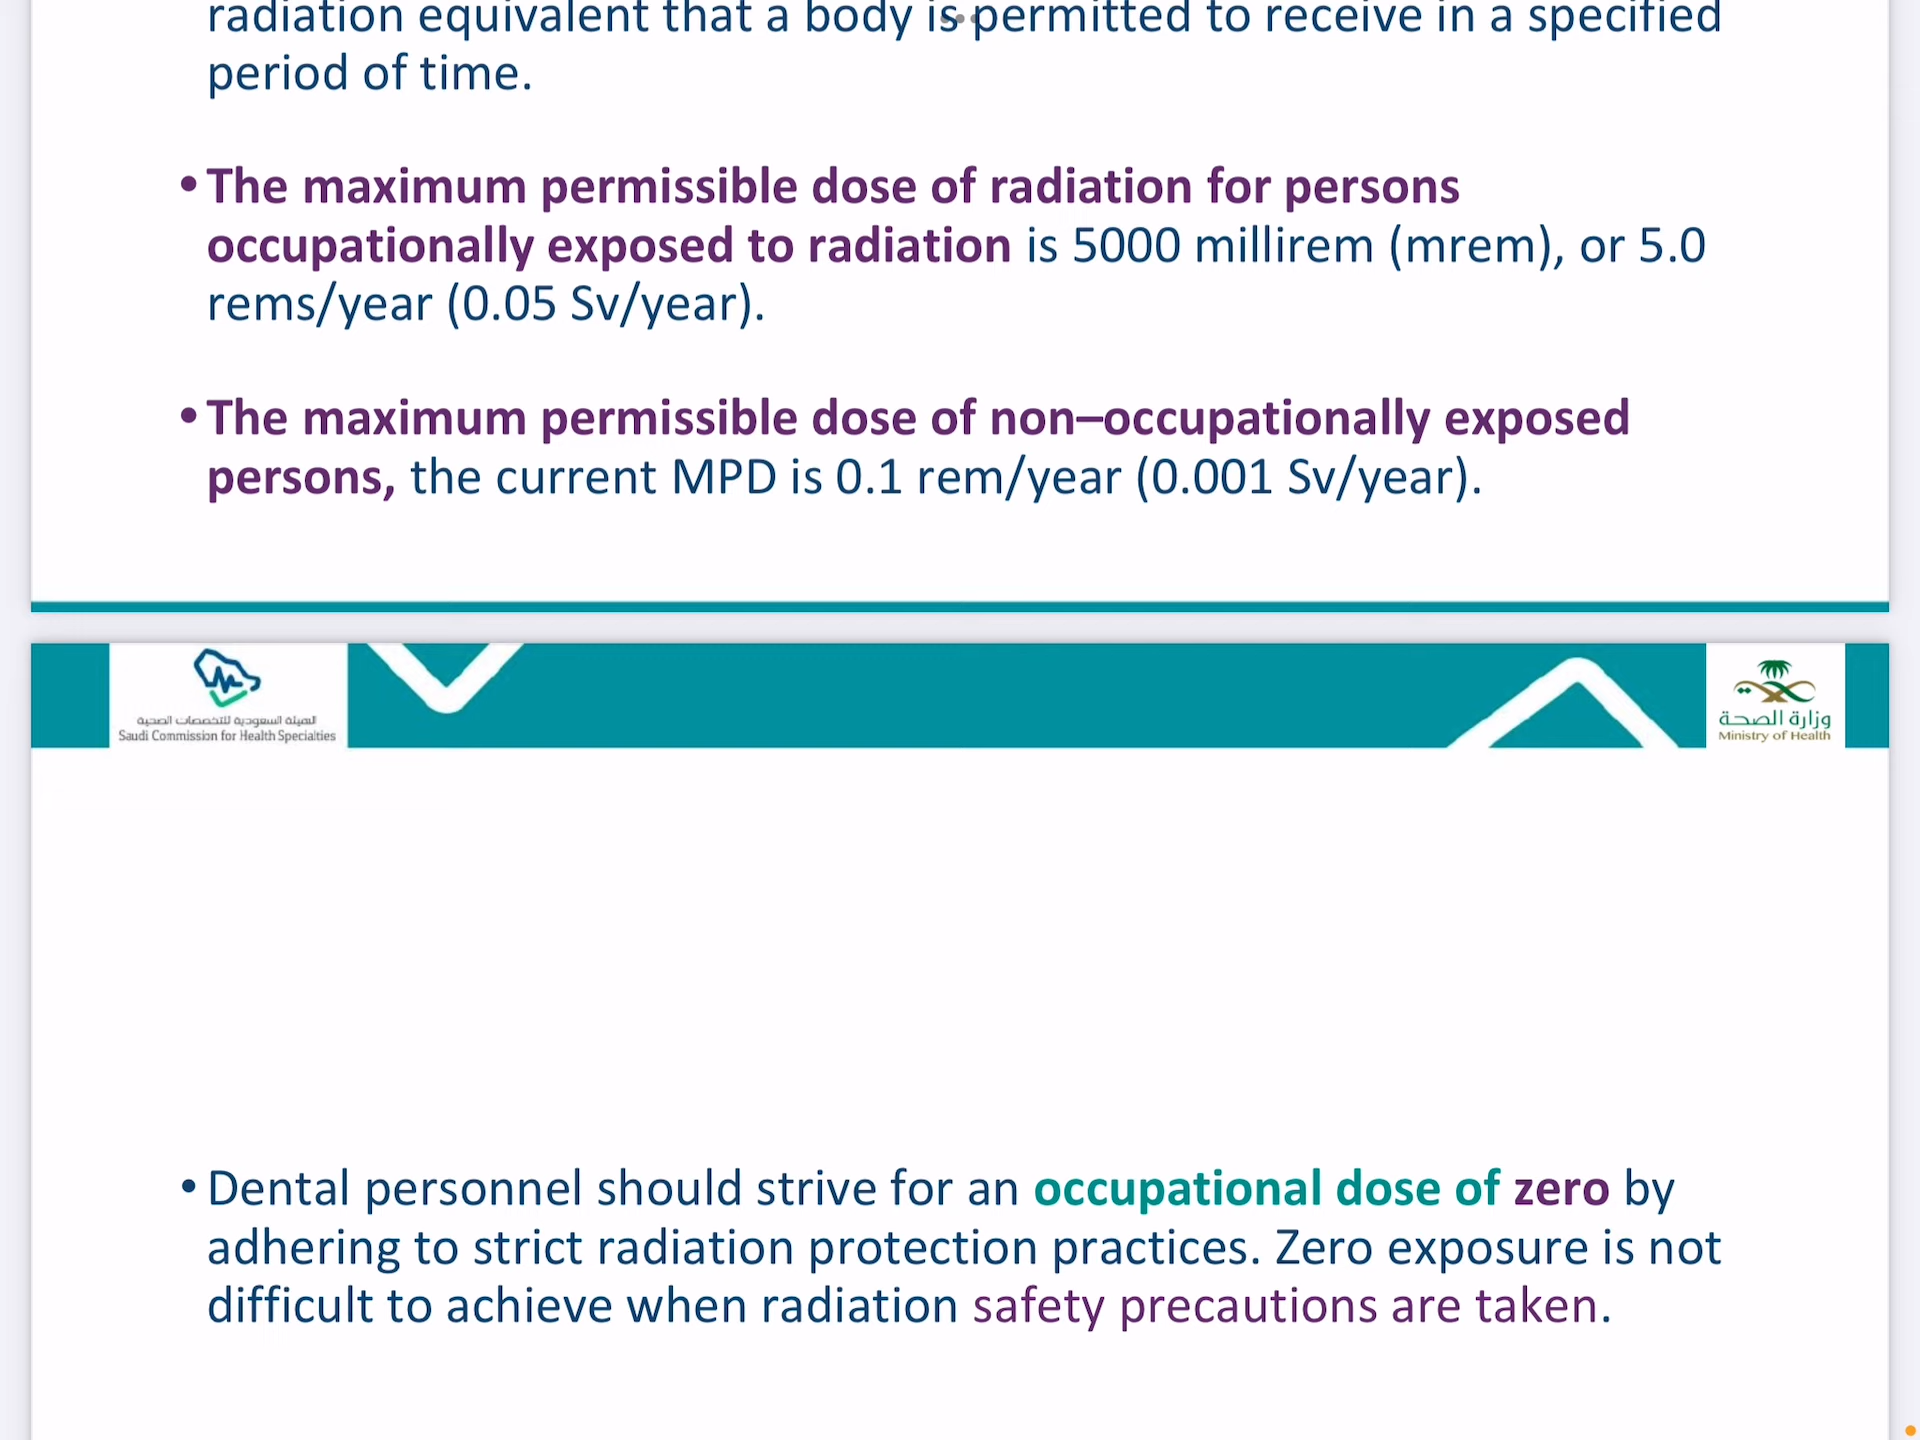 radiation equivalent that a body is permitted to receive in a specified
period of time.
• The maximum permissible dose of radiation for persons
occupationally exposed to radiation is 5000 millirem (mrem), or 5.0
rems/year (0.05 Sv/year).
• The maximum permissible dose of non–occupationally exposed
persons, the current MPD is 0.1 rem/year (0.001 Sv/year).
الهيئة السعودية للتخصصات الصحية
Saudi Commission for Health Specialties
وزارة الصحة
Ministry of Health
• Dental personnel should strive for an occupational dose of zero by
adhering to strict radiation protection practices. Zero exposure is not
difficult to achieve when radiation safety precautions are taken.